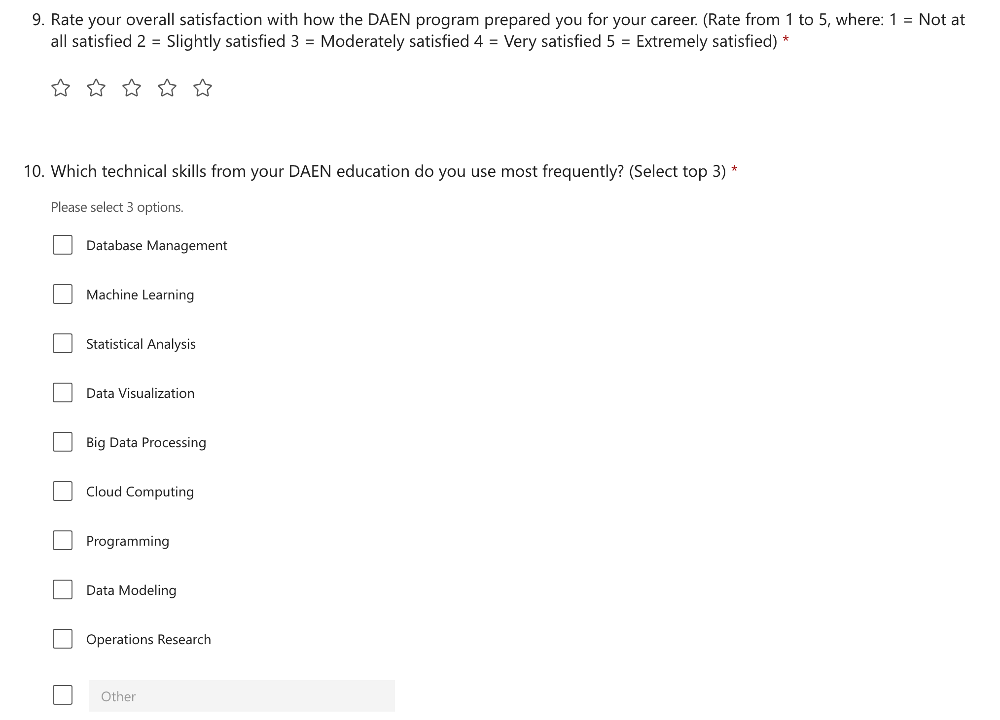 9. Rate your overall satisfaction with how the DAEN program prepared you for your career. (Rate from 1 to 5, where: 1 = Not at
all satisfied 2 = Slightly satisfied 3 = Moderately satisfied 4 = Very satisfied 5 = Extremely satisfied) *
10. Which technical skills from your DAEN education do you use most frequently? (Select top 3) *
Please select 3 options.
Database Management
Machine Learning
Statistical Analysis
Data Visualization
Big Data Processing
Cloud Computing
Programming
Data Modeling
Operations Research
Other